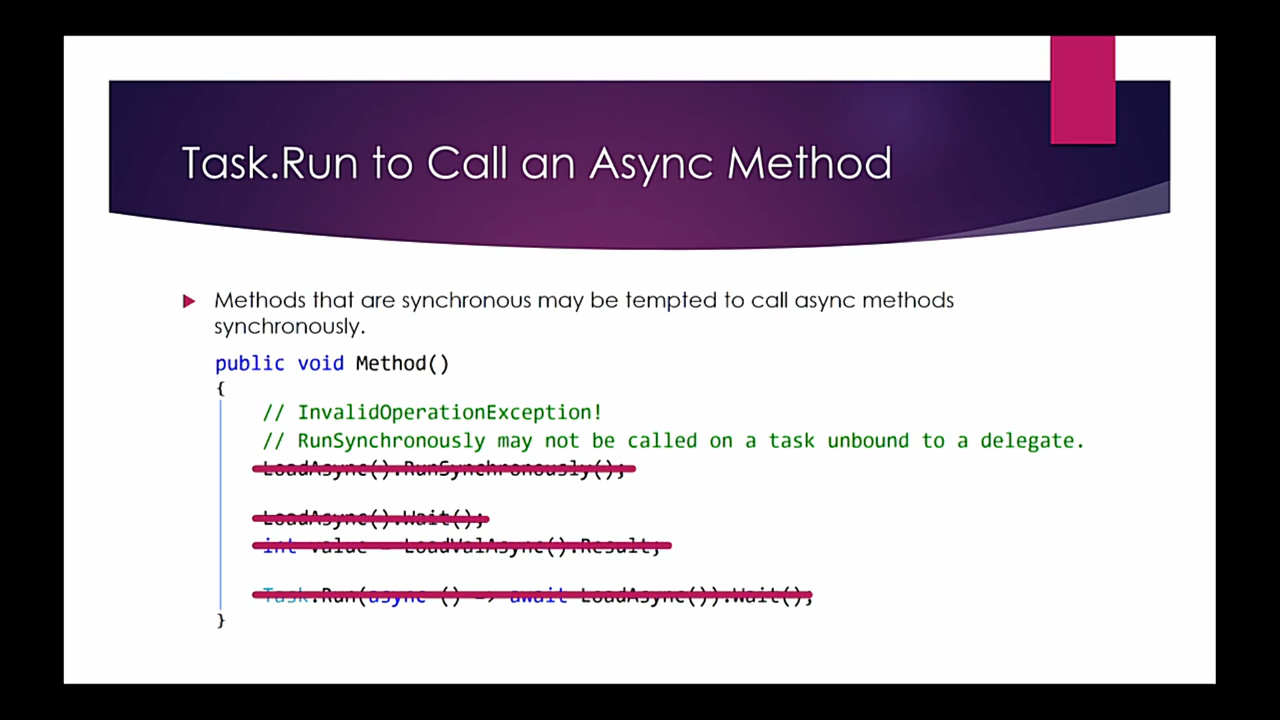 Task.Run to Call an Async Method
Methods that are synchronous may be tempted to call async methods
synchronously.
public void Method()
{
// InvalidOperationException!
// RunSynchronously may not be called on a task unbound to a delegate.
LoadAsync().RunSynchronously();
LoadAsync().Wait();
int value = LoadValAsync().Result;
Task.Run(async () => await LoadAsync()).Wait();
}